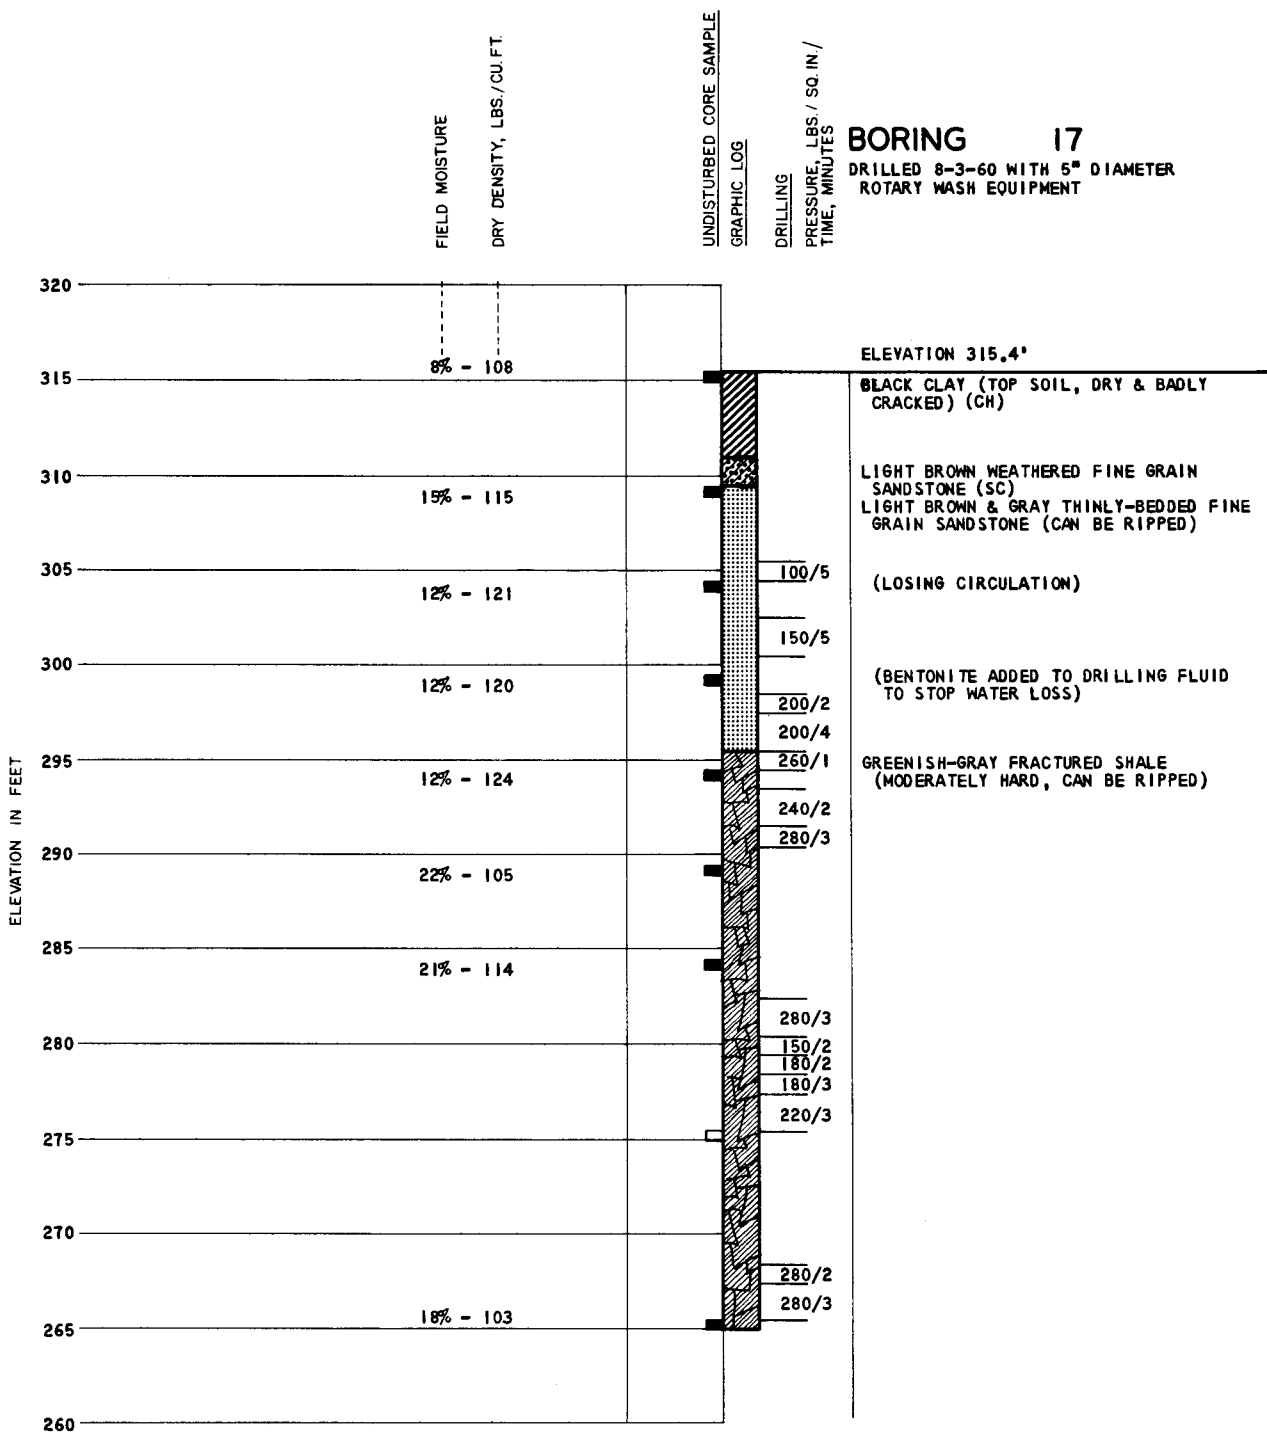 FIELD MOISTURE
DRY DENSITY, LBS./CU.FT.
UNDISTURBED CORE SAMPLE
GRAPHIC LOG
DRILLING
PRESSURE, LBS./ SQ. IN./
TIME, MINUTES
BORING 17
DRILLED 8-3-60 WITH 5" DIAMETER
ROTARY WASH EQUIPMENT
320
ELEVATION 315.4'
8% - 108
315
BLACK CLAY (TOP SOIL, DRY & BADLY
CRACKED) (CH)
310
LIGHT BROWN WEATHERED FINE GRAIN
SANDSTONE (SC)
15% - 115
LIGHT BROWN & GRAY THINLY-BEDDED FINE
GRAIN SANDSTONE (CAN BE RIPPED)
305
100/5
12% - 121
(LOSING CIRCULATION)
150/5
300
12% - 120
(BENTONITE ADDED TO DRILLING FLUID
TO STOP WATER LOSS)
200/2
200/4
295
260/1
GREENISH-GRAY FRACTURED SHALE
(MODERATELY HARD, CAN BE RIPPED)
12% - 124
240/2
280/3
290
22% - 105
ELEVATION IN FEET
285
21% - 114
280/3
280
150/2
180/2
180/3
220/3
275
270
280/2
280/3
18% - 103
265
260